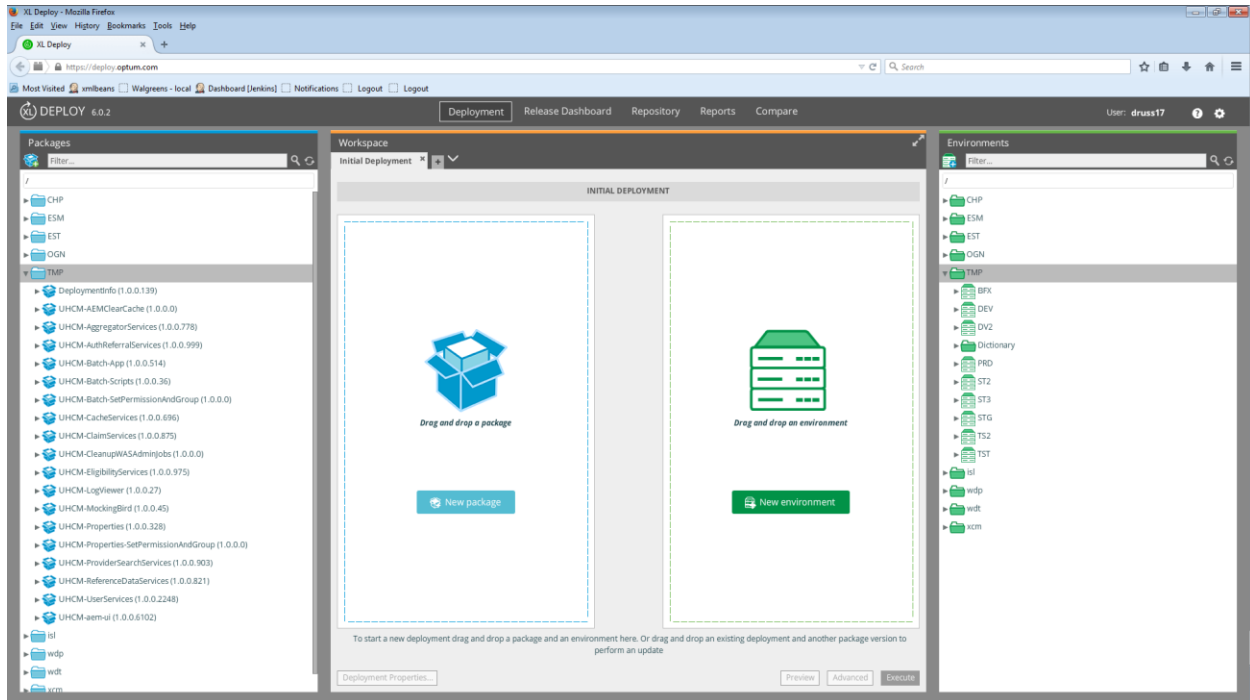 XL Deploy - Mozilla Firefox
File Edit View History Bookmarks Tools Help
XL Deploy × +
https://deploy.optum.com Search
Most Visited xmlbeans Walgreens - local Dashboard [Jenkins] Notifications Logout Logout
XL DEPLOY 6.0.2 Deployment Release Dashboard Repository Reports Compare User: druss17
Packages
Filter...
/
CHP
ESM
EST
OGN
TMP
DeploymentInfo (1.0.0.139)
UHCM-AEMClearCache (1.0.0.0)
UHCM-AggregatorServices (1.0.0.778)
UHCM-AuthReferralServices (1.0.0.999)
UHCM-Batch-App (1.0.0.514)
UHCM-Batch-Scripts (1.0.0.36)
UHCM-Batch-SetPermissionAndGroup (1.0.0.0)
UHCM-CacheServices (1.0.0.696)
UHCM-ClaimServices (1.0.0.875)
UHCM-CleanupWASAdminJobs (1.0.0.0)
UHCM-EligibilityServices (1.0.0.975)
UHCM-LogViewer (1.0.0.27)
UHCM-MockingBird (1.0.0.45)
UHCM-Properties (1.0.0.328)
UHCM-Properties-SetPermissionAndGroup (1.0.0.0)
UHCM-ProviderSearchServices (1.0.0.903)
UHCM-ReferenceDataServices (1.0.0.821)
UHCM-UserServices (1.0.0.2248)
UHCM-aem-ui (1.0.0.6102)
isl
wdp
wdt
xcm
Workspace
Initial Deployment × +
INITIAL DEPLOYMENT
Drag and drop a package
New package
Drag and drop an environment
New environment
To start a new deployment drag and drop a package and an environment here. Or drag and drop an existing deployment and another package version to
perform an update
Deployment Properties... Preview Advanced Execute
Environments
Filter...
/
CHP
ESM
EST
OGN
TMP
BFX
DEV
DV2
Dictionary
PRD
ST2
ST3
STG
TS2
TST
isl
wdp
wdt
xcm